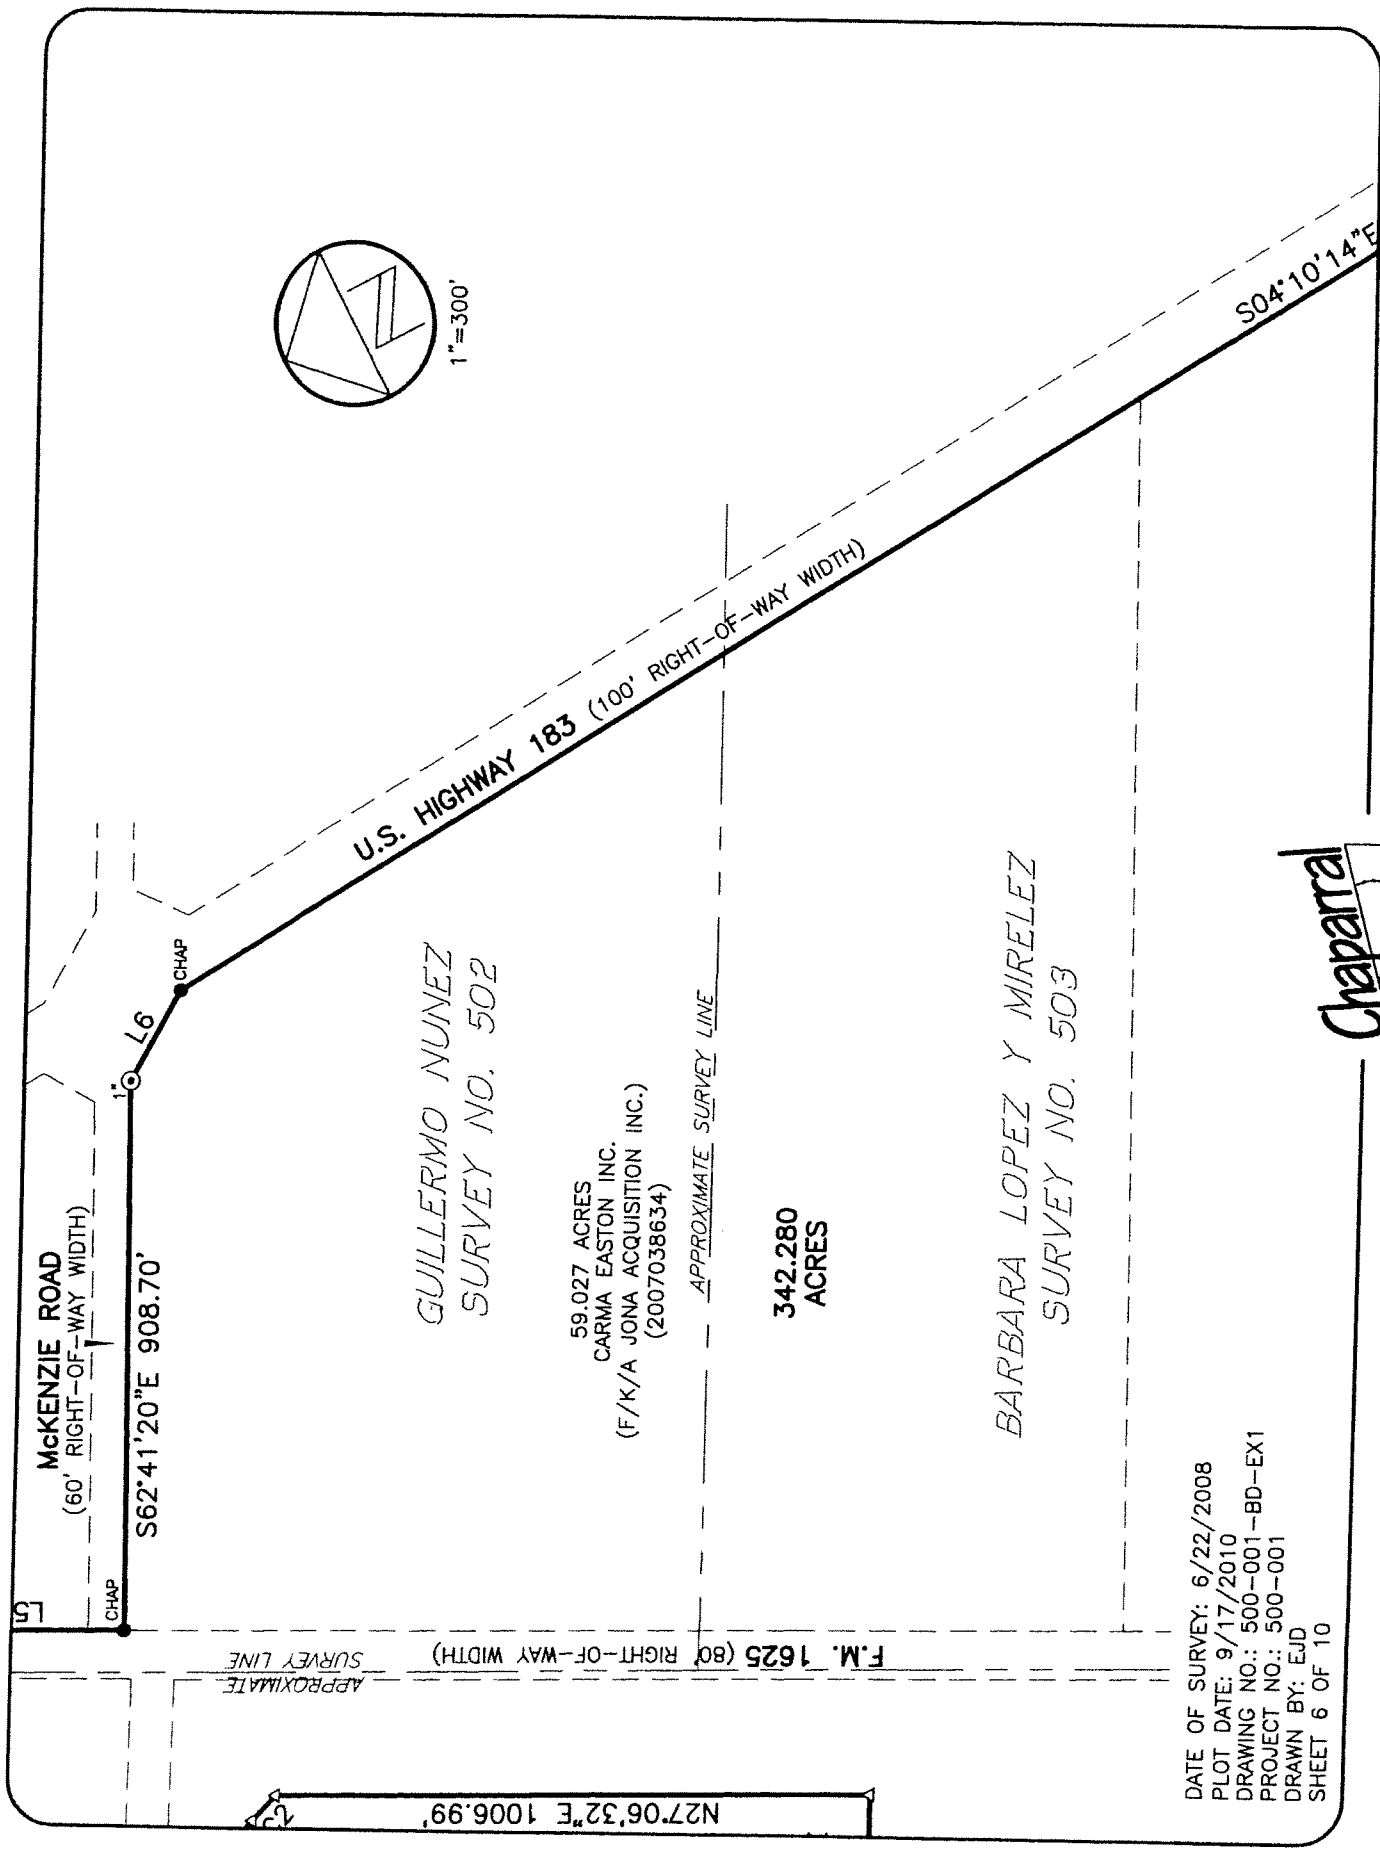 L5
McKENZIE ROAD
(60' RIGHT-OF-WAY WIDTH)
CHAP
S62°41'20"E 908.70'
1"
L6
CHAP
1"=300'
U.S. HIGHWAY 183 (100' RIGHT-OF-WAY WIDTH)
S04°10'14"E
GUILLERMO NUNEZ
SURVEY NO. 502
59.027 ACRES
CARMA EASTON INC.
(F/K/A JONA ACQUISITION INC.)
(2007038634)
APPROXIMATE SURVEY LINE
342.280
ACRES
BARBARA LOPEZ Y MIRELEZ
SURVEY NO. 503
APPROXIMATE
SURVEY LINE
F.M. 1625 (80' RIGHT-OF-WAY WIDTH)
N27°06'32"E 1006.99'
DATE OF SURVEY: 6/22/2008
PLOT DATE: 9/17/2010
DRAWING NO.: 500-001-BD-EX1
PROJECT NO.: 500-001
DRAWN BY: EJD
SHEET 6 OF 10
Chaparral